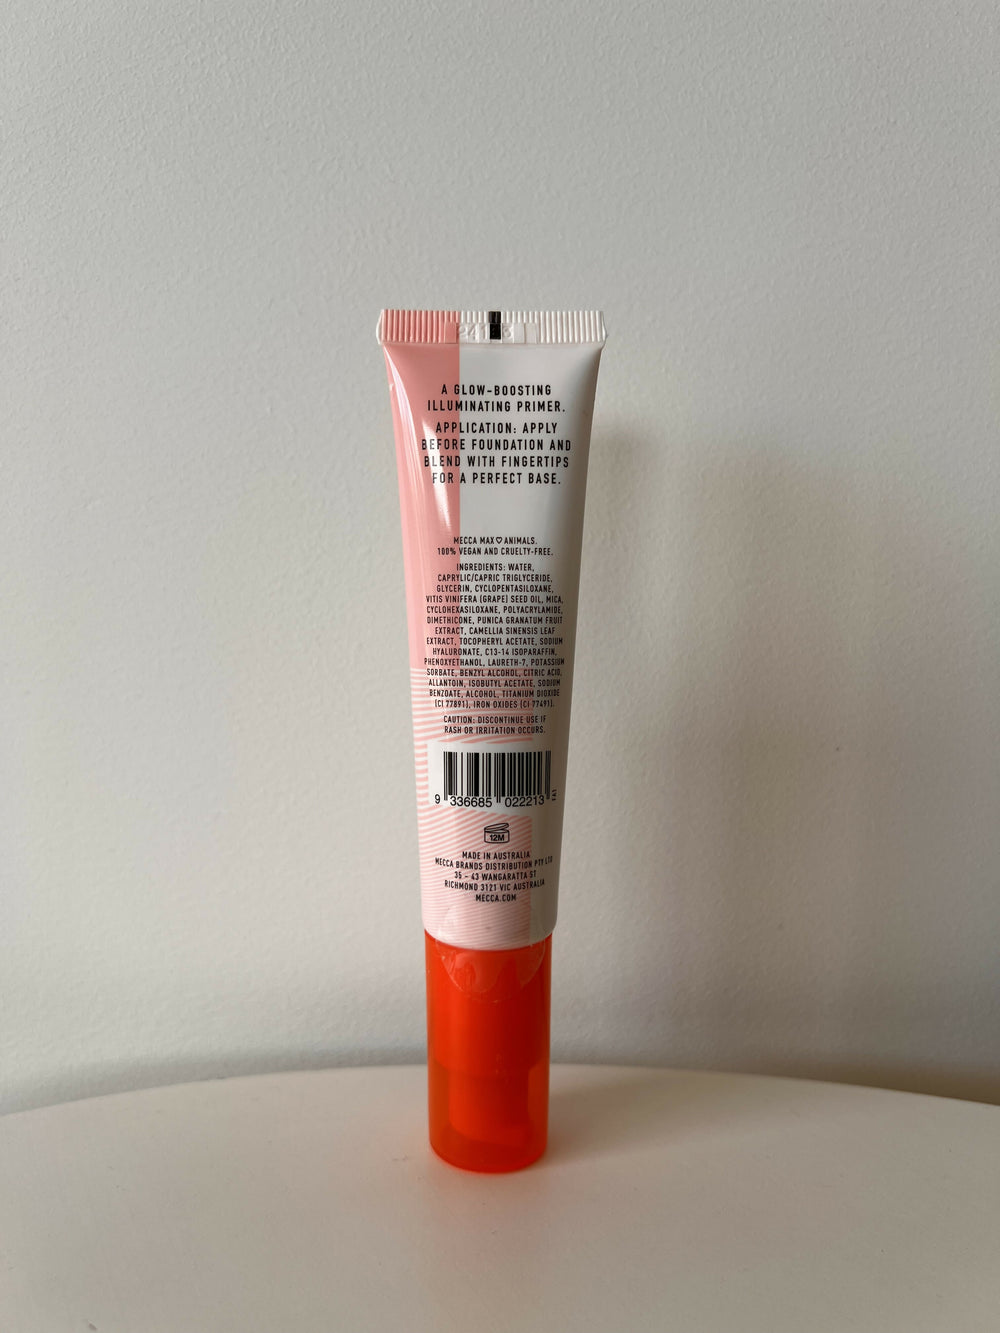 A GLOW-BOOSTING
ILLUMINATING PRIMER.
APPLICATION: APPLY
BEFORE FOUNDATION AND
BLEND WITH FINGERTIPS
FOR A PERFECT BASE.
MECCA MAX ♡ ANIMALS.
100% VEGAN AND CRUELTY-FREE.
INGREDIENTS: WATER,
CAPRYLIC/CAPRIC TRIGLYCERIDE,
GLYCERIN, CYCLOPENTASILOXANE,
VITIS VINIFERA (GRAPE) SEED OIL, MICA,
CYCLOHEXASILOXANE, POLYACRYLAMIDE,
DIMETHICONE, PUNICA GRANATUM FRUIT
EXTRACT, CAMELLIA SINENSIS LEAF
EXTRACT, TOCOPHERYL ACETATE, SODIUM
HYALURONATE, C13-14 ISOPARAFFIN,
PHENOXYETHANOL, LAURETH-7, POTASSIUM
SORBATE, BENZYL ALCOHOL, CITRIC ACID,
ALLANTOIN, ISOBUTYL ACETATE, SODIUM
BENZOATE, ALCOHOL, TITANIUM DIOXIDE
(CI 77891), IRON OXIDES (CI 77491).
CAUTION: DISCONTINUE USE IF
RASH OR IRRITATION OCCURS.
9 336685 022213
FA1
12M
MADE IN AUSTRALIA
MECCA BRANDS DISTRIBUTION PTY LTD
35 - 43 WANGARATTA ST
RICHMOND 3121 VIC AUSTRALIA
MECCA.COM